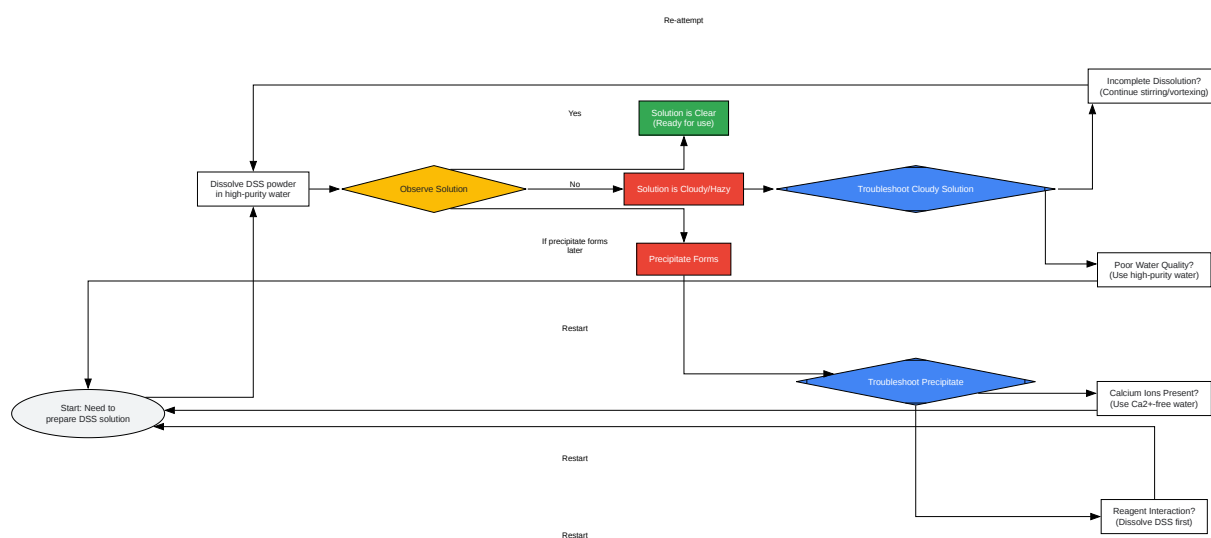 Re-attempt
Incomplete Dissolution?
(Continue stirring/vortexing)
Yes
Solution is Clear
(Ready for use)
Dissolve DSS powder
in high-purity water
Observe Solution
No
Solution is Cloudy/Hazy
Troubleshoot Cloudy Solution
If precipitate forms
later
Precipitate Forms
Poor Water Quality?
(Use high-purity water)
Restart
Troubleshoot Precipitate
Start: Need to
prepare DSS solution
Calcium Ions Present?
(Use Ca2+-free water)
Restart
Reagent Interaction?
(Dissolve DSS first)
Restart